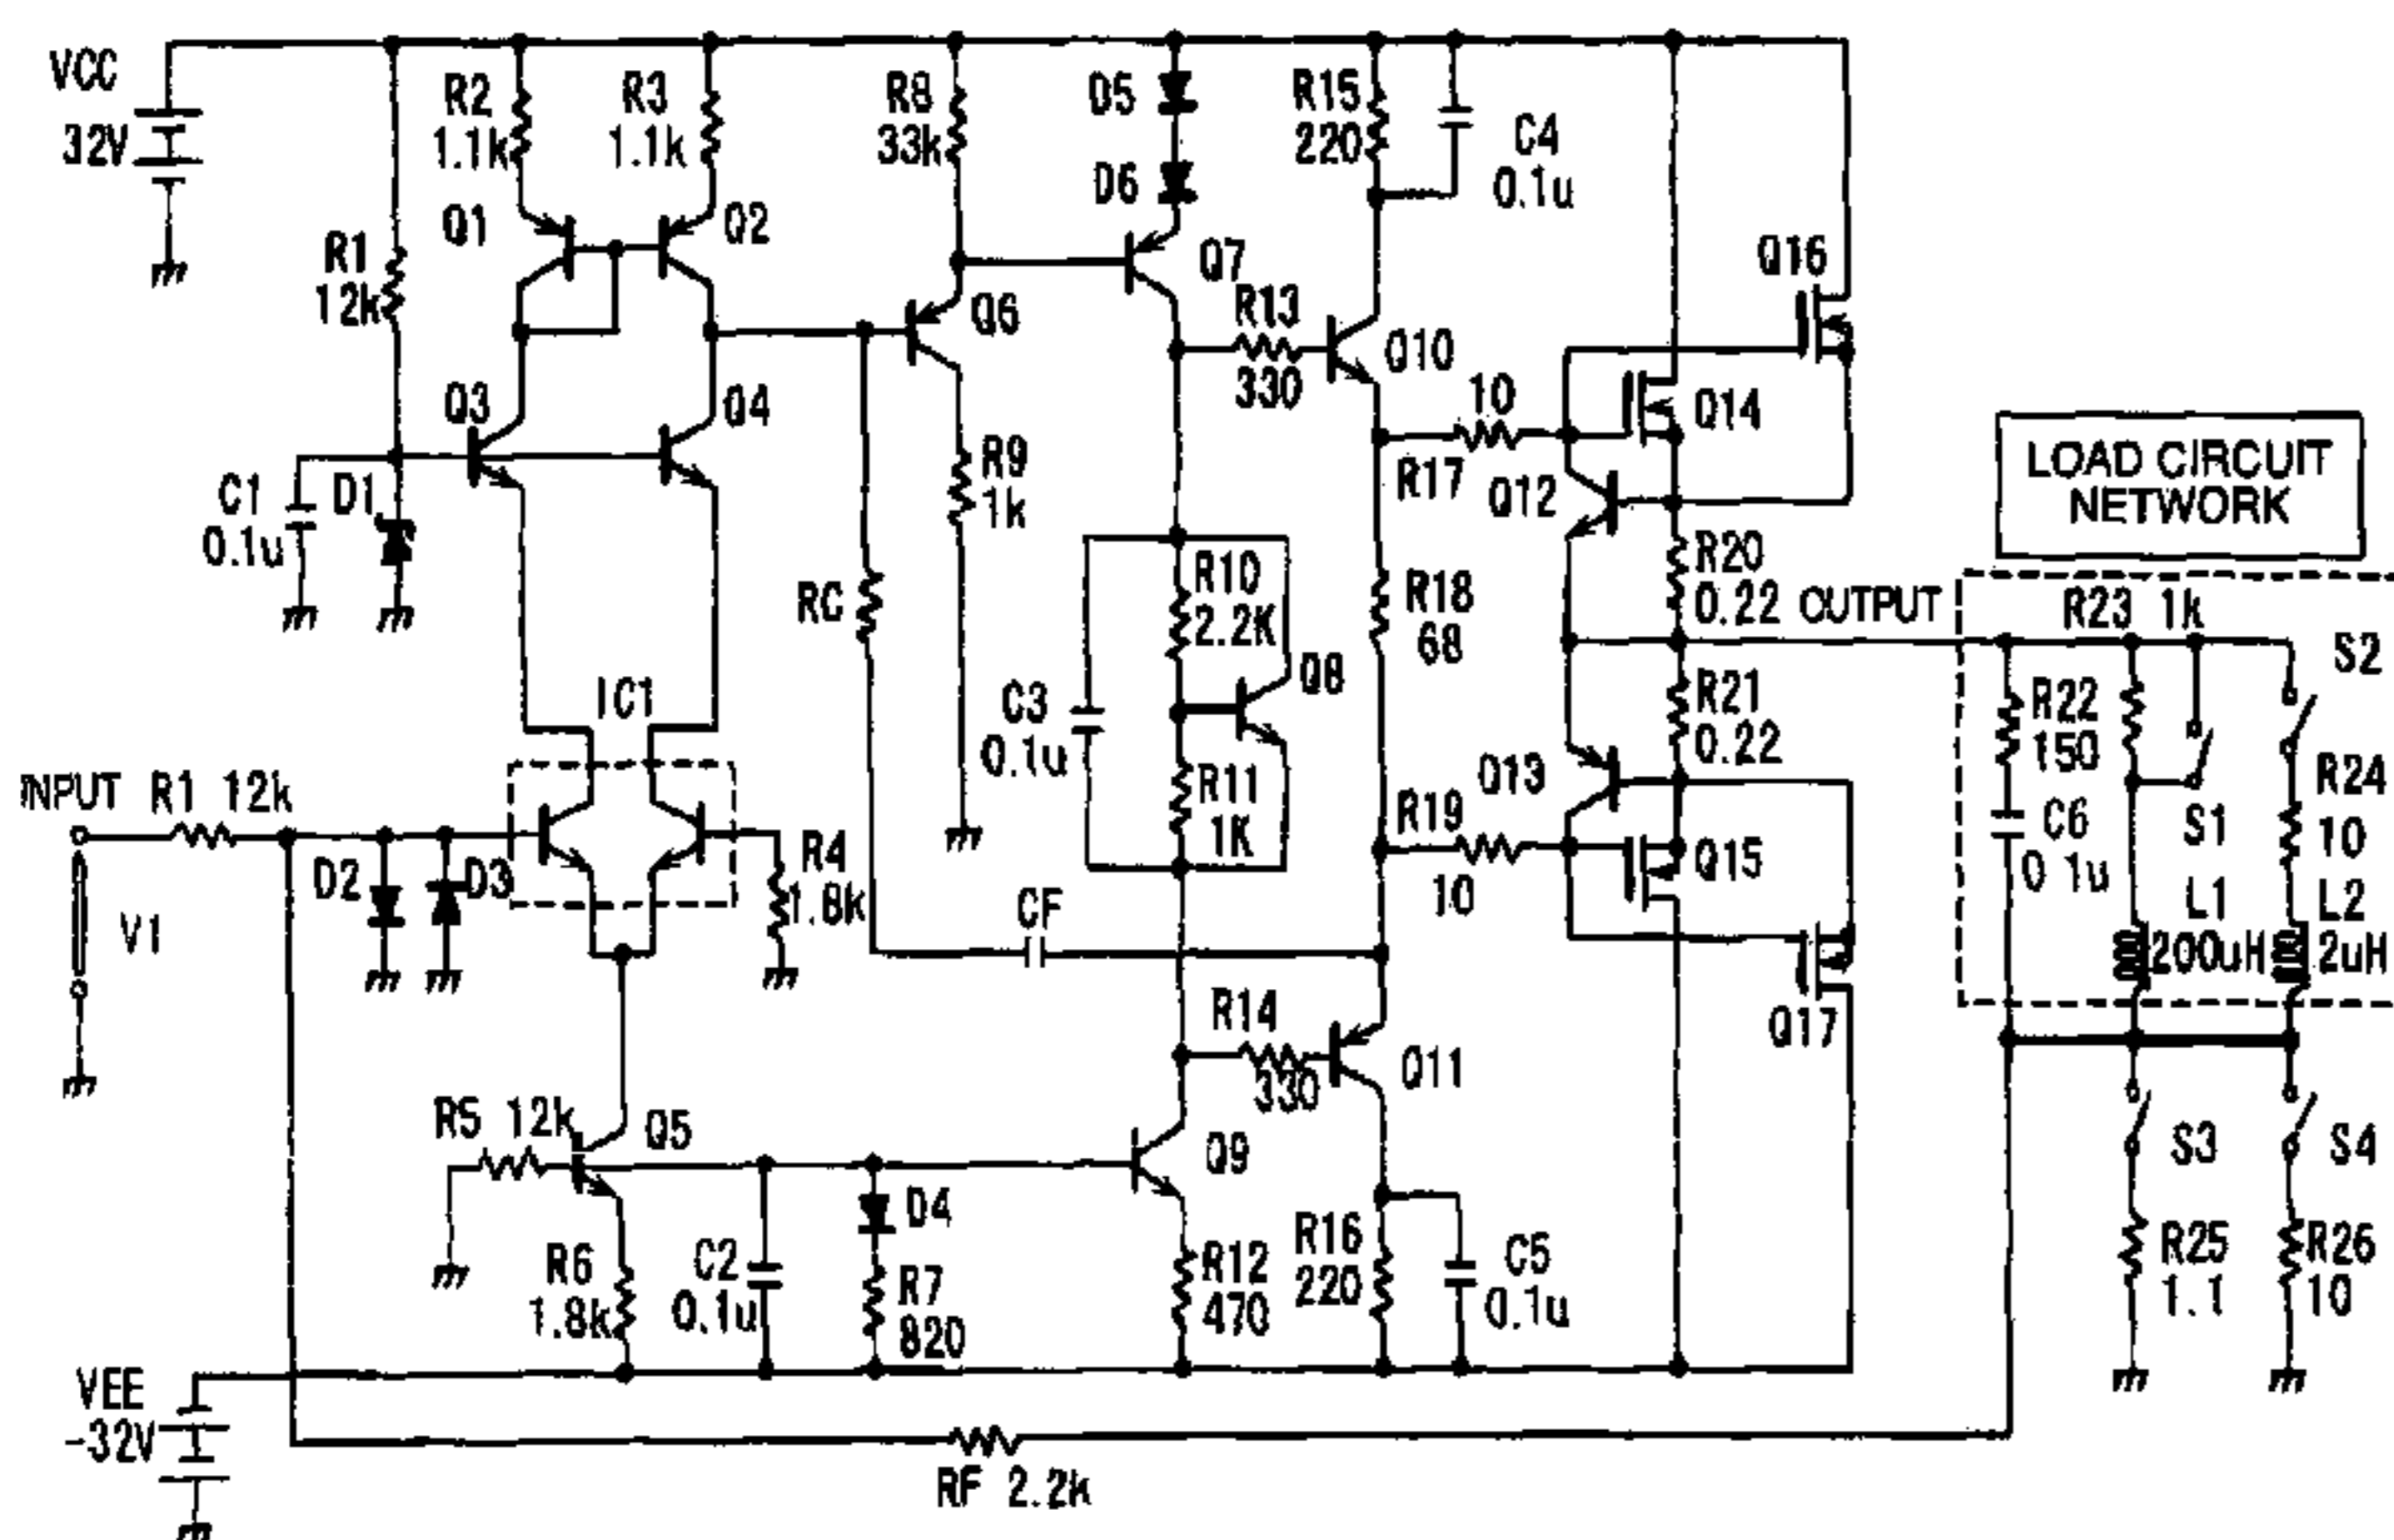 VCC
32V
R2
1.1k
R3
1.1k
R8
33k
D5
D6
R15
220
C4
0.1u
Q1
Q2
R1
12k
Q6
Q7
R13
330
Q10
Q16
Q3
Q4
C1
0.1u
D1
R9
1k
10
R17
Q14
Q12
LOAD CIRCUIT
NETWORK
RC
R10
2.2K
Q8
C3
0.1u
R11
1K
R18
68
R20
0.22
OUTPUT
R23 1k
S2
R21
0.22
R22
150
C6
0 1u
S1
R24
10
L1
200uH
L2
2uH
IC1
INPUT
R1 12k
D2
D3
R4
1.8k
V1
CF
R19
10
Q13
Q15
Q17
R14
330
Q11
R5 12k
Q5
Q9
D4
R6
1.8k
C2
0.1u
R7
820
R12
470
R16
220
C5
0.1u
S3
S4
R25
1.1
R26
10
VEE
-32V
RF 2.2k